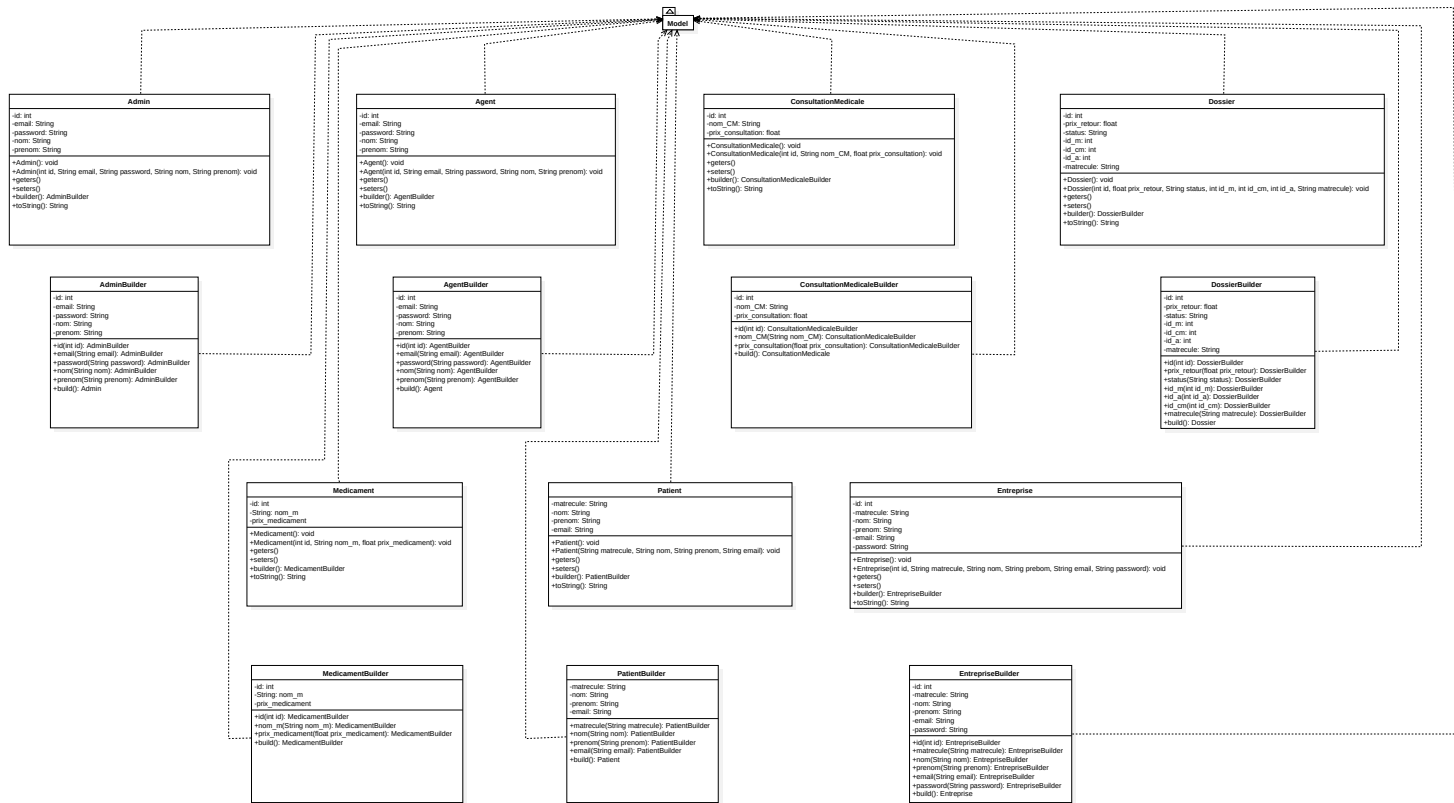 Model
Admin
-id: int
-email: String
-password: String
-nom: String
-prenom: String
+Admin(): void
+Admin(int id, String email, String password, String nom, String prenom): void
+geters()
+seters()
+builder(): AdminBuilder
+toString(): String
Agent
-id: int
-email: String
-password: String
-nom: String
-prenom: String
+Agent(): void
+Agent(int id, String email, String password, String nom, String prenom): void
+geters()
+seters()
+builder(): AgentBuilder
+toString(): String
ConsultationMedicale
-id: int
-nom_CM: String
-prix_consultation: float
+ConsultationMedicale(): void
+ConsultationMedicale(int id, String nom_CM, float prix_consultation): void
+geters()
+seters()
+builder(): ConsultationMedicaleBuilder
+toString(): String
Dossier
-id: int
-prix_retour: float
-status: String
-id_m: int
-id_cm: int
-id_a: int
-matrecule: String
+Dossier(): void
+Dossier(int id, float prix_retour, String status, int id_m, int id_cm, int id_a, String matrecule): void
+geters()
+seters()
+builder(): DossierBuilder
+toString(): String
AdminBuilder
-id: int
-email: String
-password: String
-nom: String
-prenom: String
+id(int id): AdminBuilder
+email(String email): AdminBuilder
+password(String password): AdminBuilder
+nom(String nom): AdminBuilder
+prenom(String prenom): AdminBuilder
+build(): Admin
AgentBuilder
-id: int
-email: String
-password: String
-nom: String
-prenom: String
+id(int id): AgentBuilder
+email(String email): AgentBuilder
+password(String password): AgentBuilder
+nom(String nom): AgentBuilder
+prenom(String prenom): AgentBuilder
+build(): Agent
ConsultationMedicaleBuilder
-id: int
-nom_CM: String
-prix_consultation: float
+id(int id): ConsultationMedicaleBuilder
+nom_CM(String nom_CM): ConsultationMedicaleBuilder
+prix_consultation(float prix_consultation): ConsultationMedicaleBuilder
+build(): ConsultationMedicale
DossierBuilder
-id: int
-prix_retour: float
-status: String
-id_m: int
-id_cm: int
-id_a: int
-matrecule: String
+id(int id): DossierBuilder
+prix_retour(float prix_retour): DossierBuilder
+status(String status): DossierBuilder
+id_m(int id_m): DossierBuilder
+id_a(int id_a): DossierBuilder
+id_cm(int id_cm): DossierBuilder
+matrecule(String matrecule): DossierBuilder
+build(): Dossier
Medicament
-id: int
-String: nom_m
-prix_medicament
+Medicament(): void
+Medicament(int id, String nom_m, float prix_medicament): void
+geters()
+seters()
+builder(): MedicamentBuilder
+toString(): String
Patient
-matrecule: String
-nom: String
-prenom: String
-email: String
+Patient(): void
+Patient(String matrecule, String nom, String prenom, String email): void
+geters()
+seters()
+builder(): PatientBuilder
+toString(): String
Entreprise
-id: int
-matrecule: String
-nom: String
-prenom: String
-email: String
-password: String
+Entreprise(): void
+Entreprise(int id, String matrecule, String nom, String prebom, String email, String password): void
+geters()
+seters()
+builder(): EntrepriseBuilder
+toString(): String
MedicamentBuilder
-id: int
-String: nom_m
-prix_medicament
+id(int id): MedicamentBuilder
+nom_m(String nom_m): MedicamentBuilder
+prix_medicament(float prix_medicament): MedicamentBuilder
+build(): MedicamentBuilder
PatientBuilder
-matrecule: String
-nom: String
-prenom: String
-email: String
+matrecule(String matrecule): PatientBuilder
+nom(String nom): PatientBuilder
+prenom(String prenom): PatientBuilder
+email(String email): PatientBuilder
+build(): Patient
EntrepriseBuilder
-id: int
-matrecule: String
-nom: String
-prenom: String
-email: String
-password: String
+id(int id): EntrepriseBuilder
+matrecule(String matrecule): EntrepriseBuilder
+nom(String nom): EntrepriseBuilder
+prenom(String prenom): EntrepriseBuilder
+email(String email): EntrepriseBuilder
+password(String password): EntrepriseBuilder
+build(): Entreprise